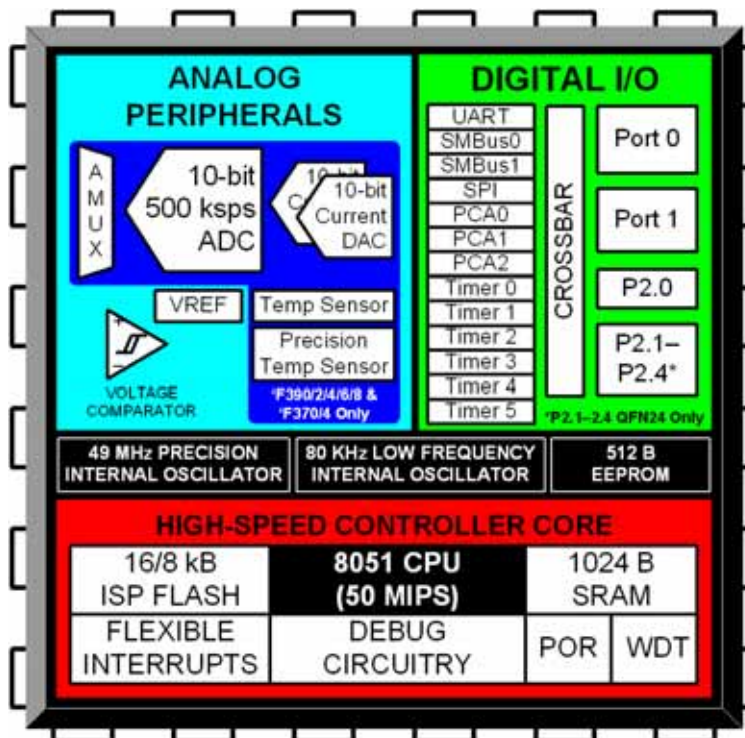 ANALOG
PERIPHERALS
A
M
U
X
10-bit
500 ksps
ADC
10-bit
C
10-bit
Current
DAC
VREF
Temp Sensor
Precision
Temp Sensor
+
−
VOLTAGE
COMPARATOR
'F390/2/4/6/8 &
'F370/4 Only
DIGITAL I/O
UART
SMBus0
SMBus1
SPI
PCA0
PCA1
PCA2
Timer 0
Timer 1
Timer 2
Timer 3
Timer 4
Timer 5
CROSSBAR
Port 0
Port 1
P2.0
P2.1–
P2.4*
*P2.1–2.4 QFN24 Only
49 MHz PRECISION
INTERNAL OSCILLATOR
80 KHz LOW FREQUENCY
INTERNAL OSCILLATOR
512 B
EEPROM
HIGH-SPEED CONTROLLER CORE
16/8 kB
ISP FLASH
8051 CPU
(50 MIPS)
1024 B
SRAM
FLEXIBLE
INTERRUPTS
DEBUG
CIRCUITRY
POR
WDT